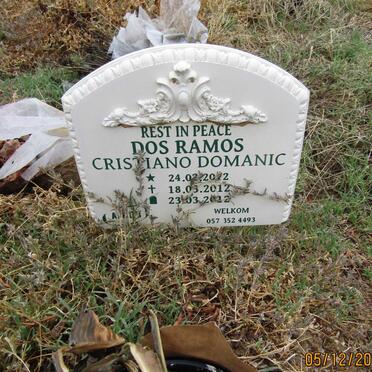 REST IN PEACE
DOS RAMOS
CRISTIANO DOMANIC
24.02.2012
18.03.2012
23.03.2012
WELKOM
057 352 4493
05/12/20